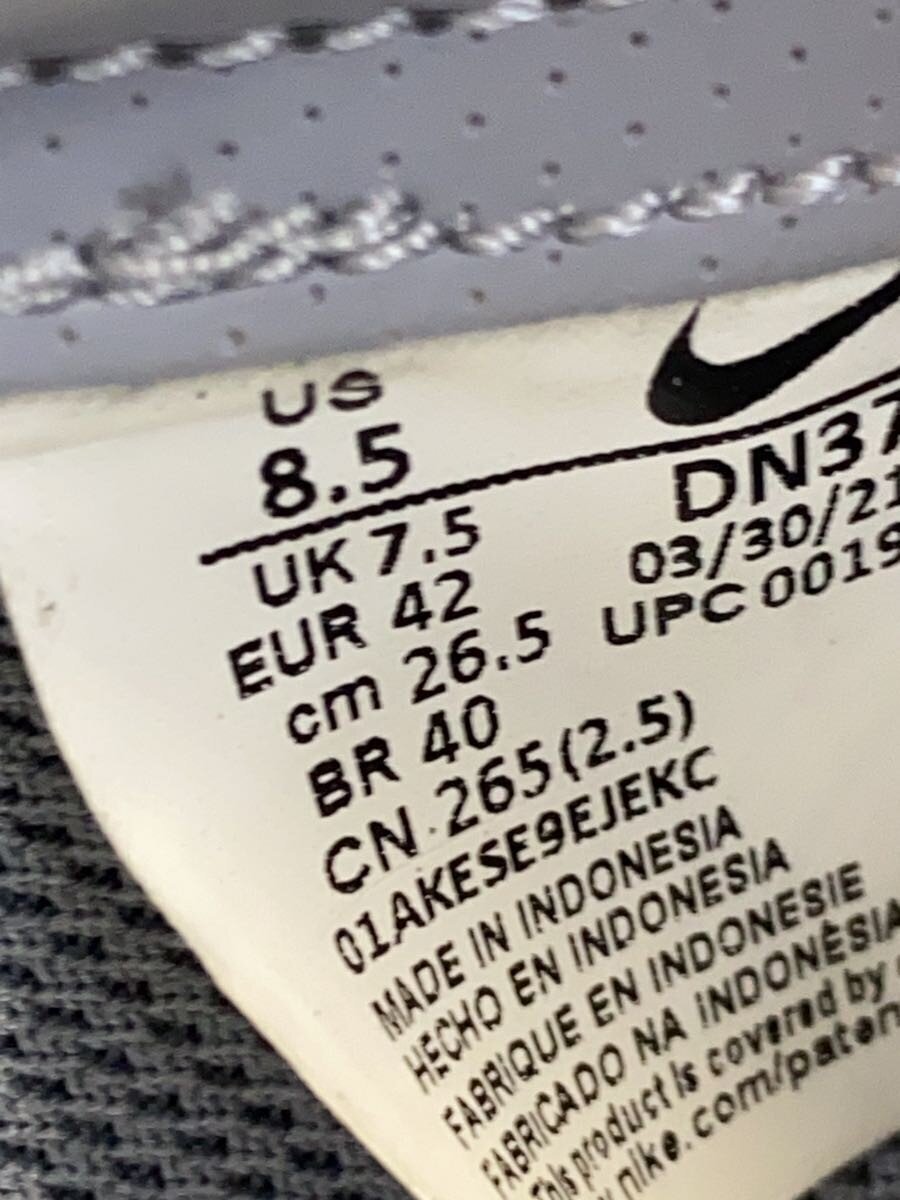 US
8.5
UK 7.5
EUR 42
cm 26.5
BR 40
CN 265(2.5)
DN37
03/30/21
UPC 0019
01AKESE9EJEKC
MADE IN INDONESIA
HECHO EN INDONESIA
FABRIQUE EN INDONESIE
FABRICADO NA INDONÈSIA
This product is covered by
nike.com/paten